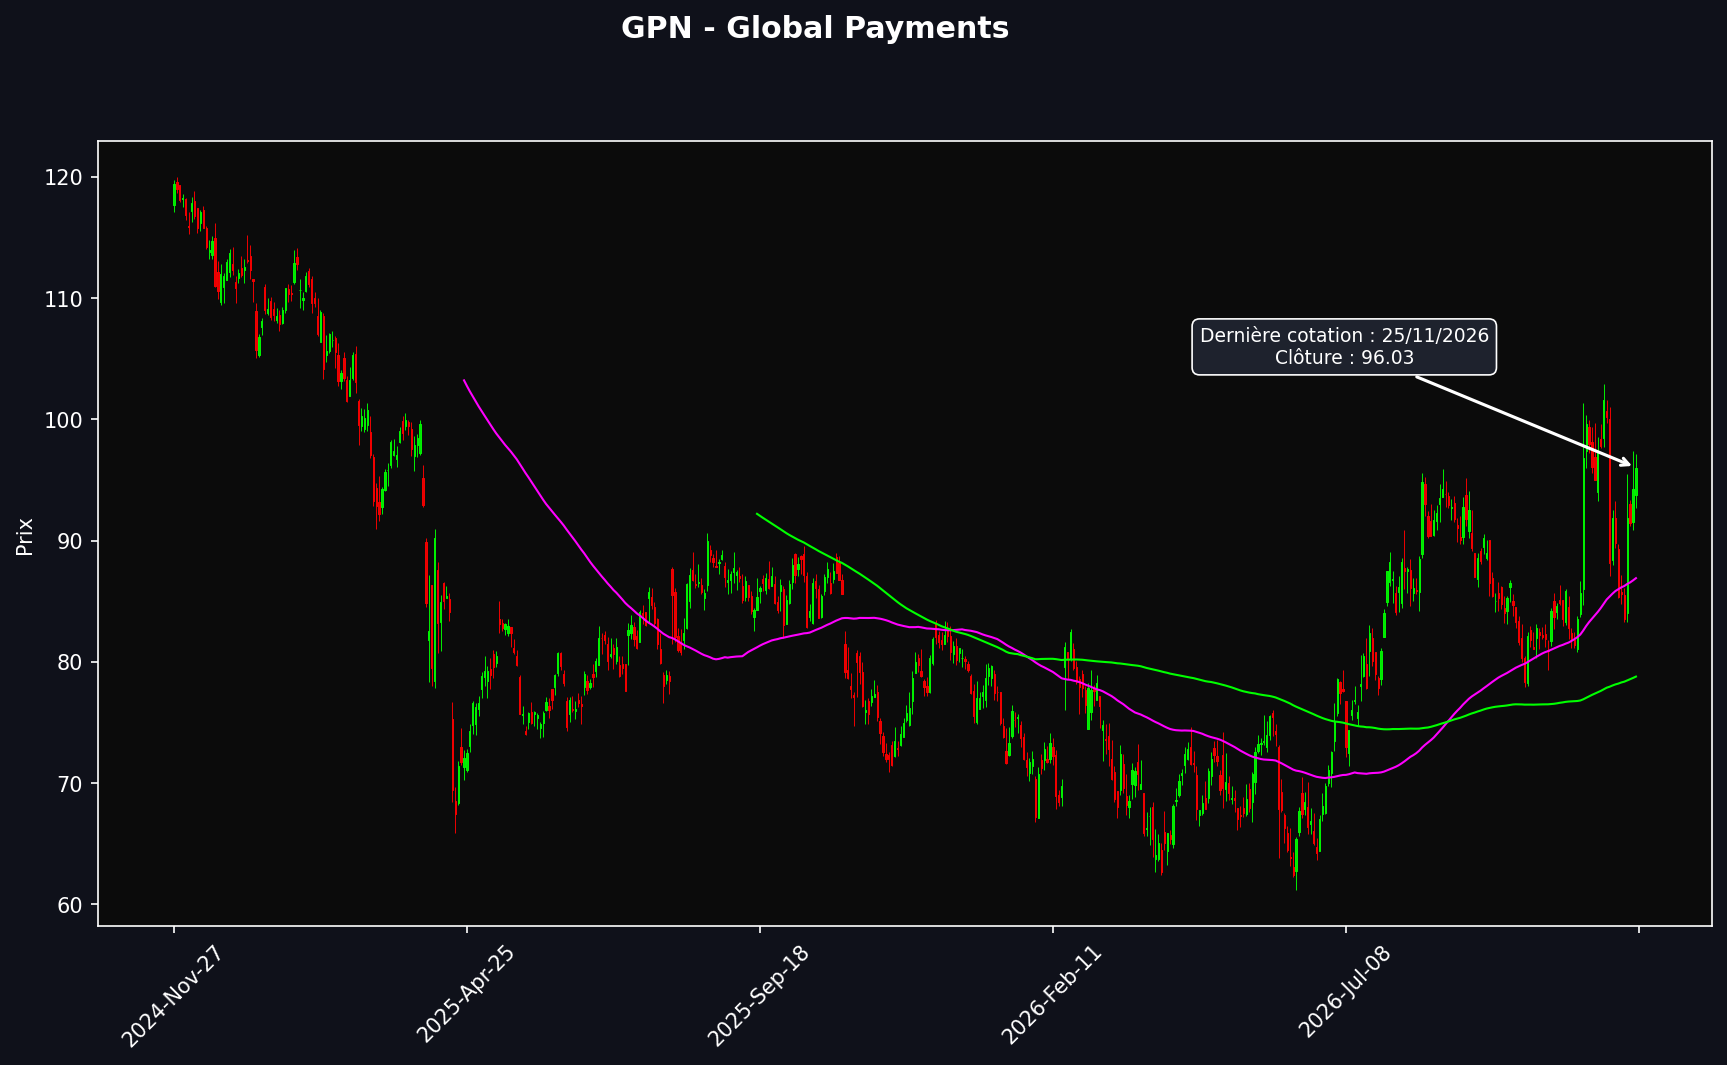 GPN - Global Payments
120
110
100
90
80
70
60
Prix
Dernière cotation : 25/11/2026
Clôture : 96.03
2024-Nov-27
2025-Apr-25
2025-Sep-18
2026-Feb-11
2026-Jul-08